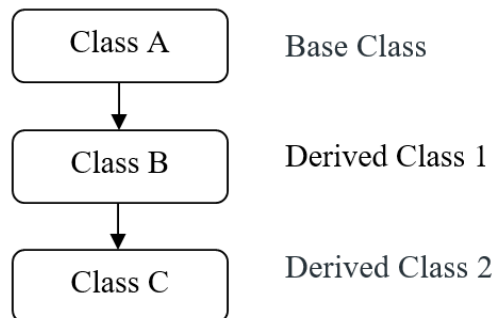 Class A
Base Class
Class B
Derived Class 1
Class C
Derived Class 2